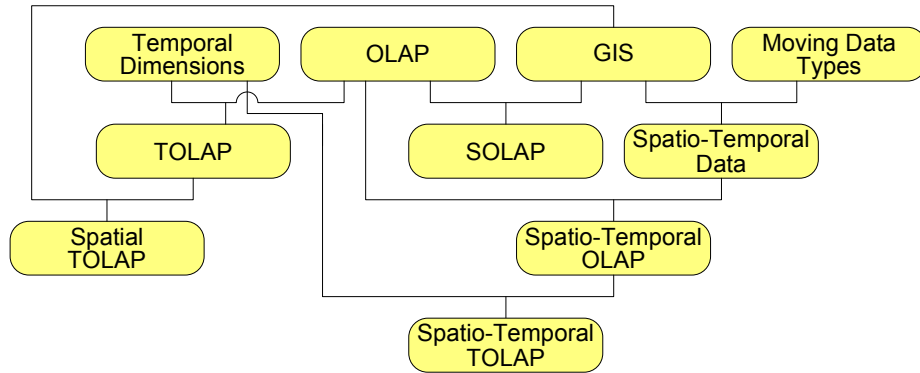 Temporal
Dimensions
OLAP
GIS
Moving Data
Types
TOLAP
SOLAP
Spatio-Temporal
Data
Spatial
TOLAP
Spatio-Temporal
OLAP
Spatio-Temporal
TOLAP